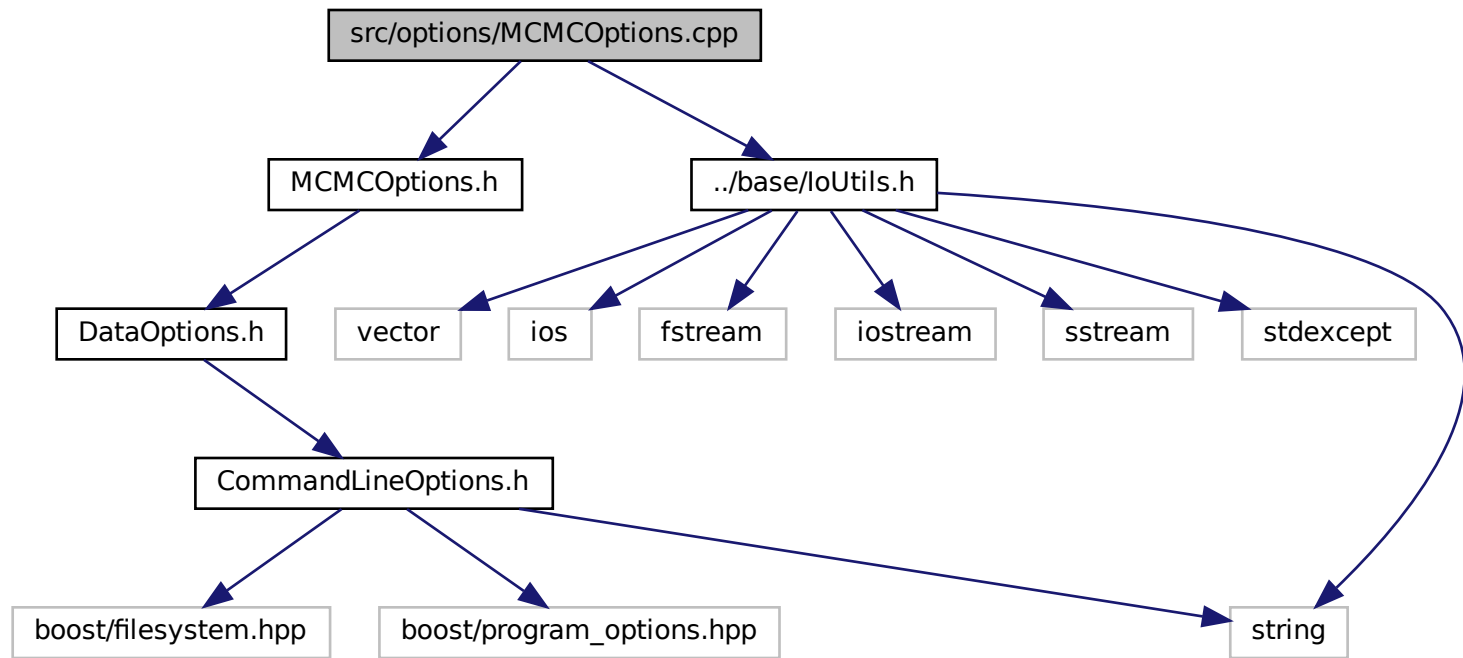 src/options/MCMCOptions.cpp
MCMCOptions.h
../base/IoUtils.h
DataOptions.h
vector
ios
fstream
iostream
sstream
stdexcept
CommandLineOptions.h
boost/filesystem.hpp
boost/program_options.hpp
string